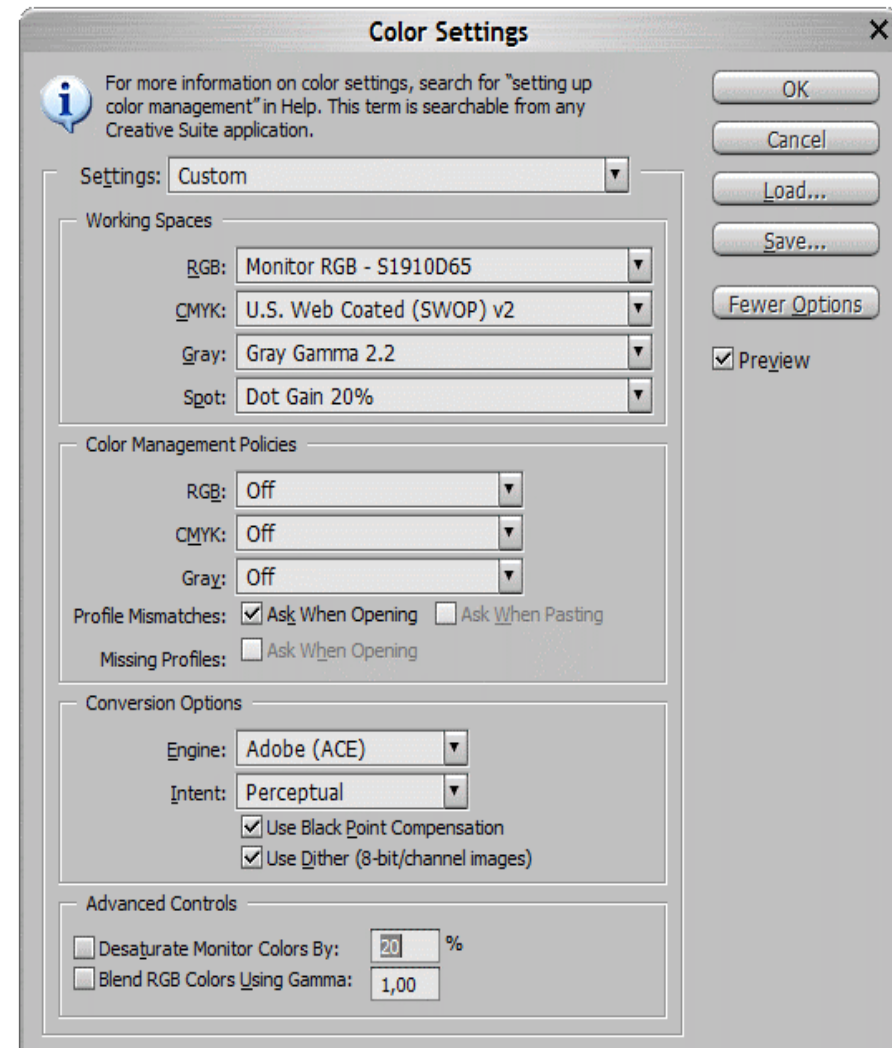 Color Settings
For more information on color settings, search for “setting up
color management” in Help. This term is searchable from any
Creative Suite application.
OK
Cancel
Load...
Save...
Fewer Options
Preview
Settings: Custom
Working Spaces
RGB: Monitor RGB - S1910D65
CMYK: U.S. Web Coated (SWOP) v2
Gray: Gray Gamma 2.2
Spot: Dot Gain 20%
Color Management Policies
RGB: Off
CMYK: Off
Gray: Off
Profile Mismatches: Ask When Opening Ask When Pasting
Missing Profiles: Ask When Opening
Conversion Options
Engine: Adobe (ACE)
Intent: Perceptual
Use Black Point Compensation
Use Dither (8-bit/channel images)
Advanced Controls
Desaturate Monitor Colors By: 20 %
Blend RGB Colors Using Gamma: 1,00